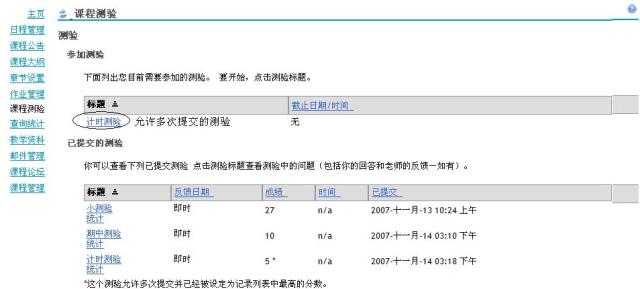 主页
日程管理
课程公告
课程大纲
章节设置
作业管理
课程测验
查询统计
教学资料
邮件管理
课程论坛
课程管理
课程测验
测验
参加测验
下面列出您目前需要参加的测验。 要开始，点击测验标题。
标题 截止日期/时间
计时测验 允许多次提交的测验 无
已提交的测验
你可以查看下列已提交测验 点击测验标题查看测验中的问题（包括你的回答和老师的反馈一如有）。
标题 反馈日期 成绩 时间 已提交
小测验 即时 27 n/a 2007-十一月-13 10:24 上午
统计
期中测验 即时 10 n/a 2007-十一月-14 03:10 下午
统计
计时测验 即时 5 * n/a 2007-十一月-14 03:18 下午
统计
*这个测验允许多次提交并已经被设定为记录列表中最高的分数。